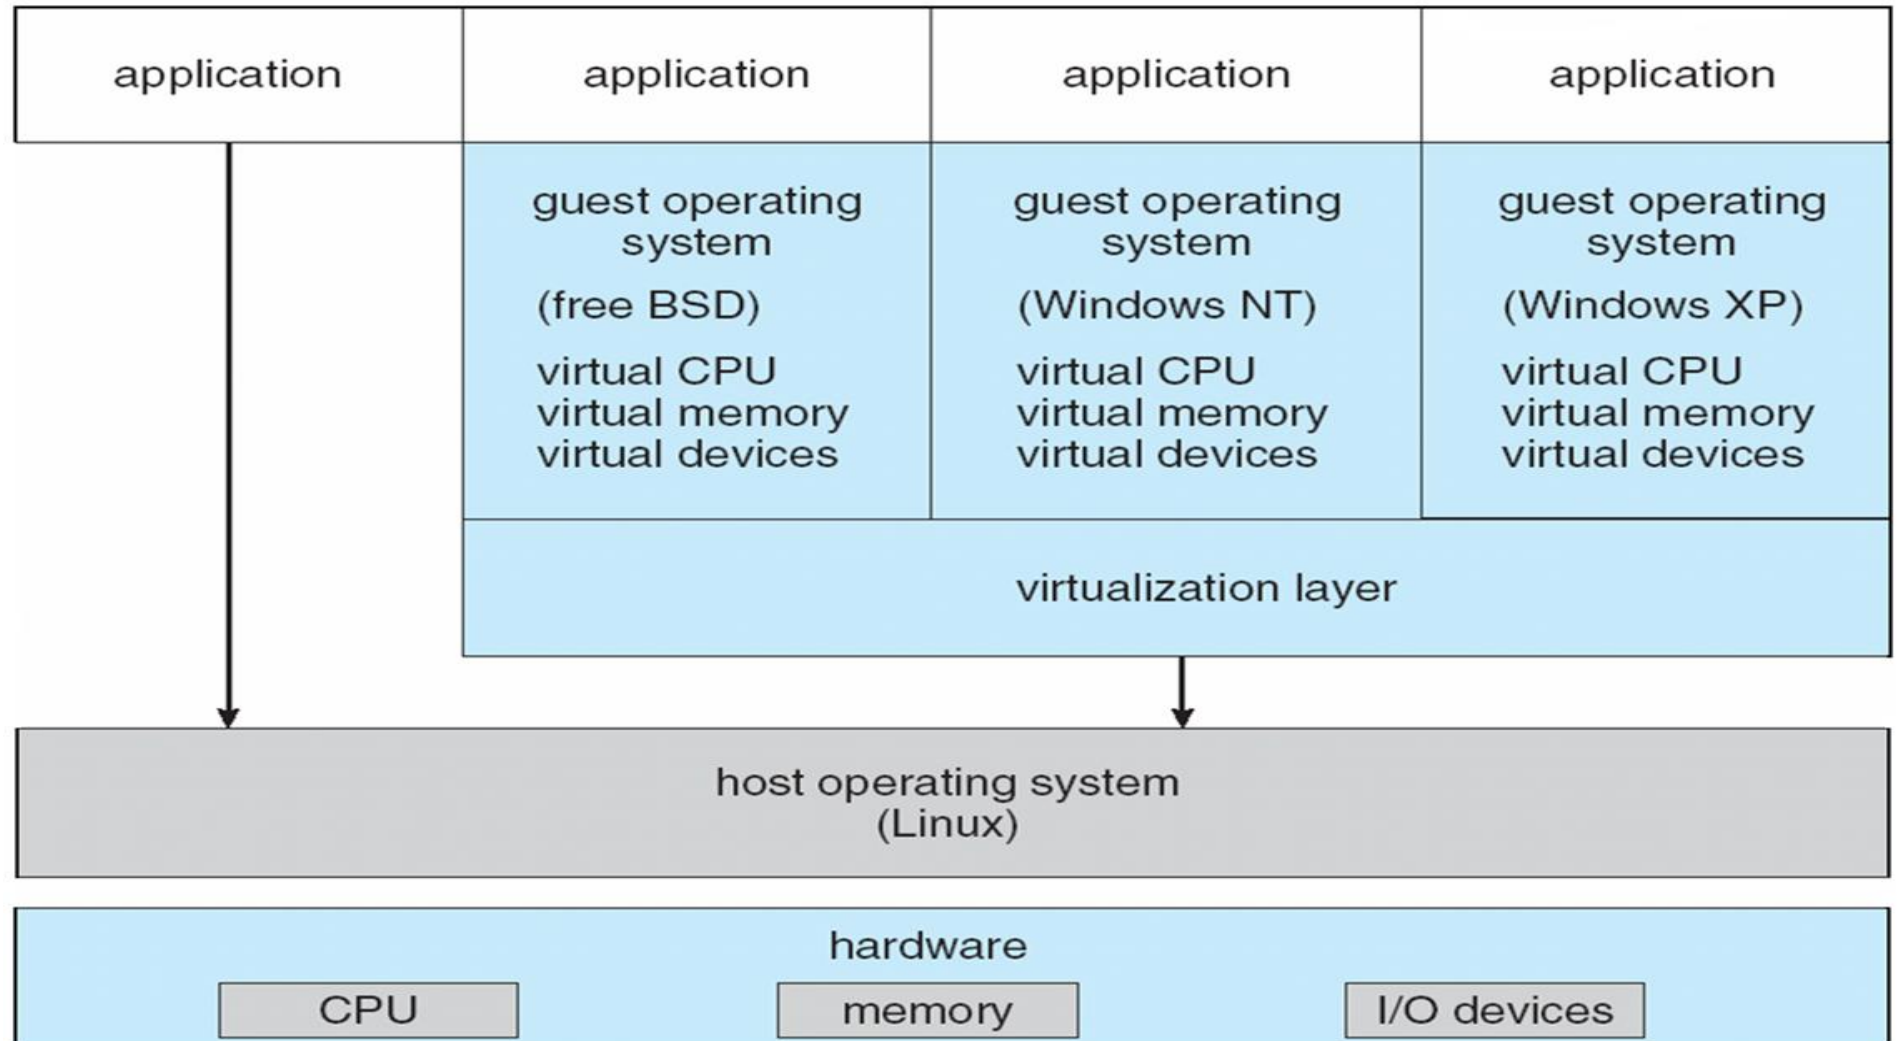 application
application
application
application
guest operating
system
(free BSD)
virtual CPU
virtual memory
virtual devices
guest operating
system
(Windows NT)
virtual CPU
virtual memory
virtual devices
guest operating
system
(Windows XP)
virtual CPU
virtual memory
virtual devices
virtualization layer
host operating system
(Linux)
hardware
CPU
memory
I/O devices